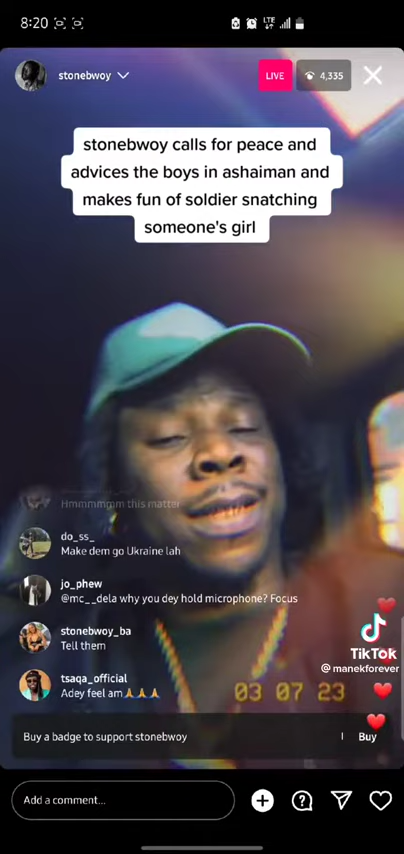 8:20
LTE
stonebwoy
LIVE
4,335
stonebwoy calls for peace and
advices the boys in ashaiman and
makes fun of soldier snatching
someone's girl
Hmmmmmm this matter
do_ss_
Make dem go Ukraine lah
jo_phew
@mc__dela why you dey hold microphone? Focus
stonebwoy_ba
Tell them
tsaqa_official
Adey feel am🙏🙏🙏
TikTok
@manekforever
03 07 23
Buy a badge to support stonebwoy
Buy
Add a comment...